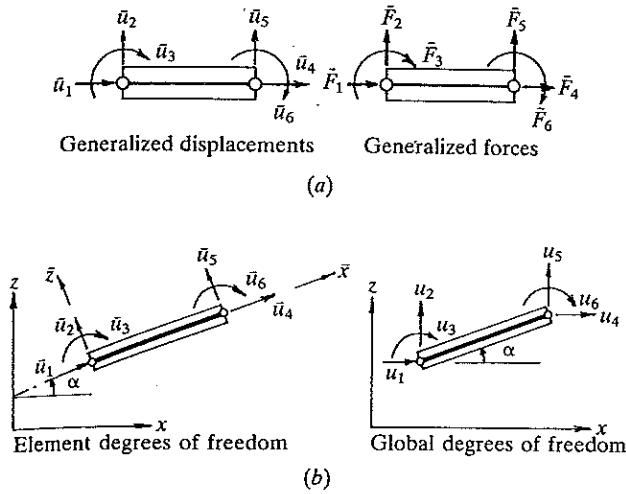 ū₂ ū₅ F̄₂ F̄₅
ū₃ F̄₃
ū₁ ū₄ F̄₁ F̄₄
ū₆ F̄₆
Generalized displacements Generalized forces
(a)
z z̄ ū₅ ū₆ x̄ z u₅
ū₂ ū₃ ū₄ u₂ u₃ u₆ u₄
ū₁ α u₁ α
x x
Element degrees of freedom Global degrees of freedom
(b)